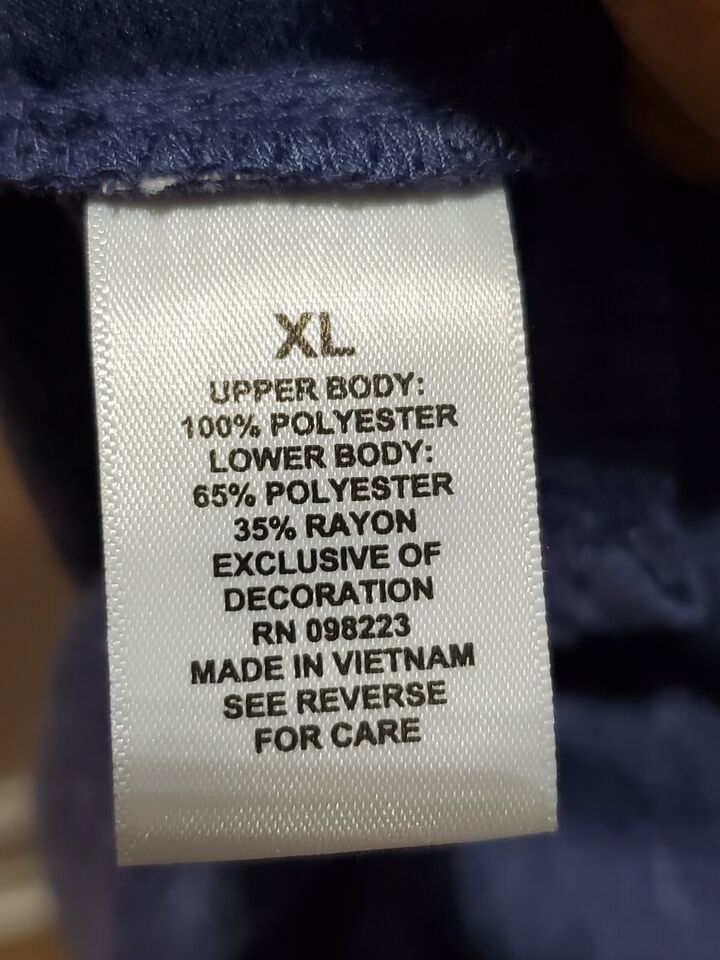 XL
UPPER BODY:
100% POLYESTER
LOWER BODY:
65% POLYESTER
35% RAYON
EXCLUSIVE OF
DECORATION
RN 098223
MADE IN VIETNAM
SEE REVERSE
FOR CARE